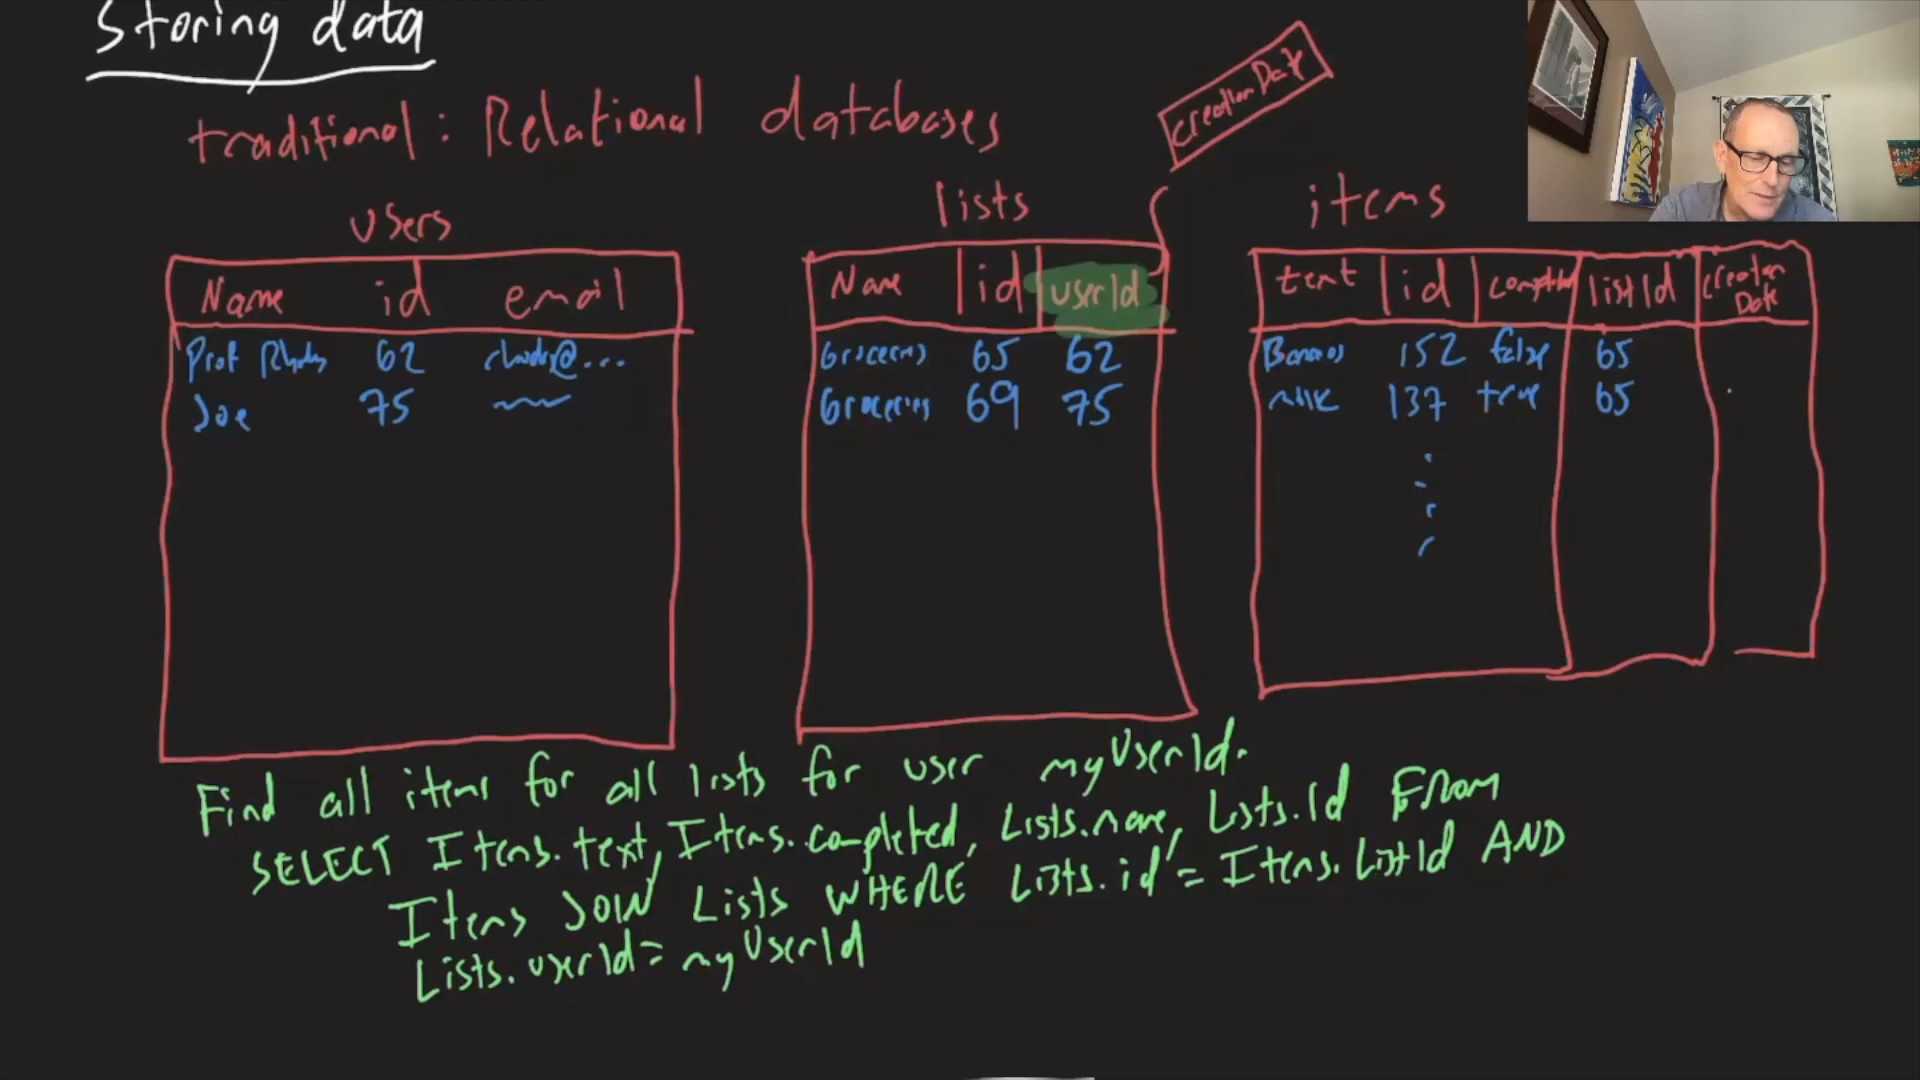 Storing data
traditional: Relational databases
creationDate
users
Name id email
Prof Rhodes 62 rhodes@...
Joe 75
lists
Name id userId
Groceries 65 62
Groceries 69 75
items
text id completed listId Creation Date
Bananas 152 false 65
milk 137 true 65
Find all items for all lists for user myUserId.
SELECT Items.text, Items.completed, Lists.name, Lists.Id FROM
Items JOIN Lists WHERE Lists.id = Items.ListId AND
Lists.userId = myUserId